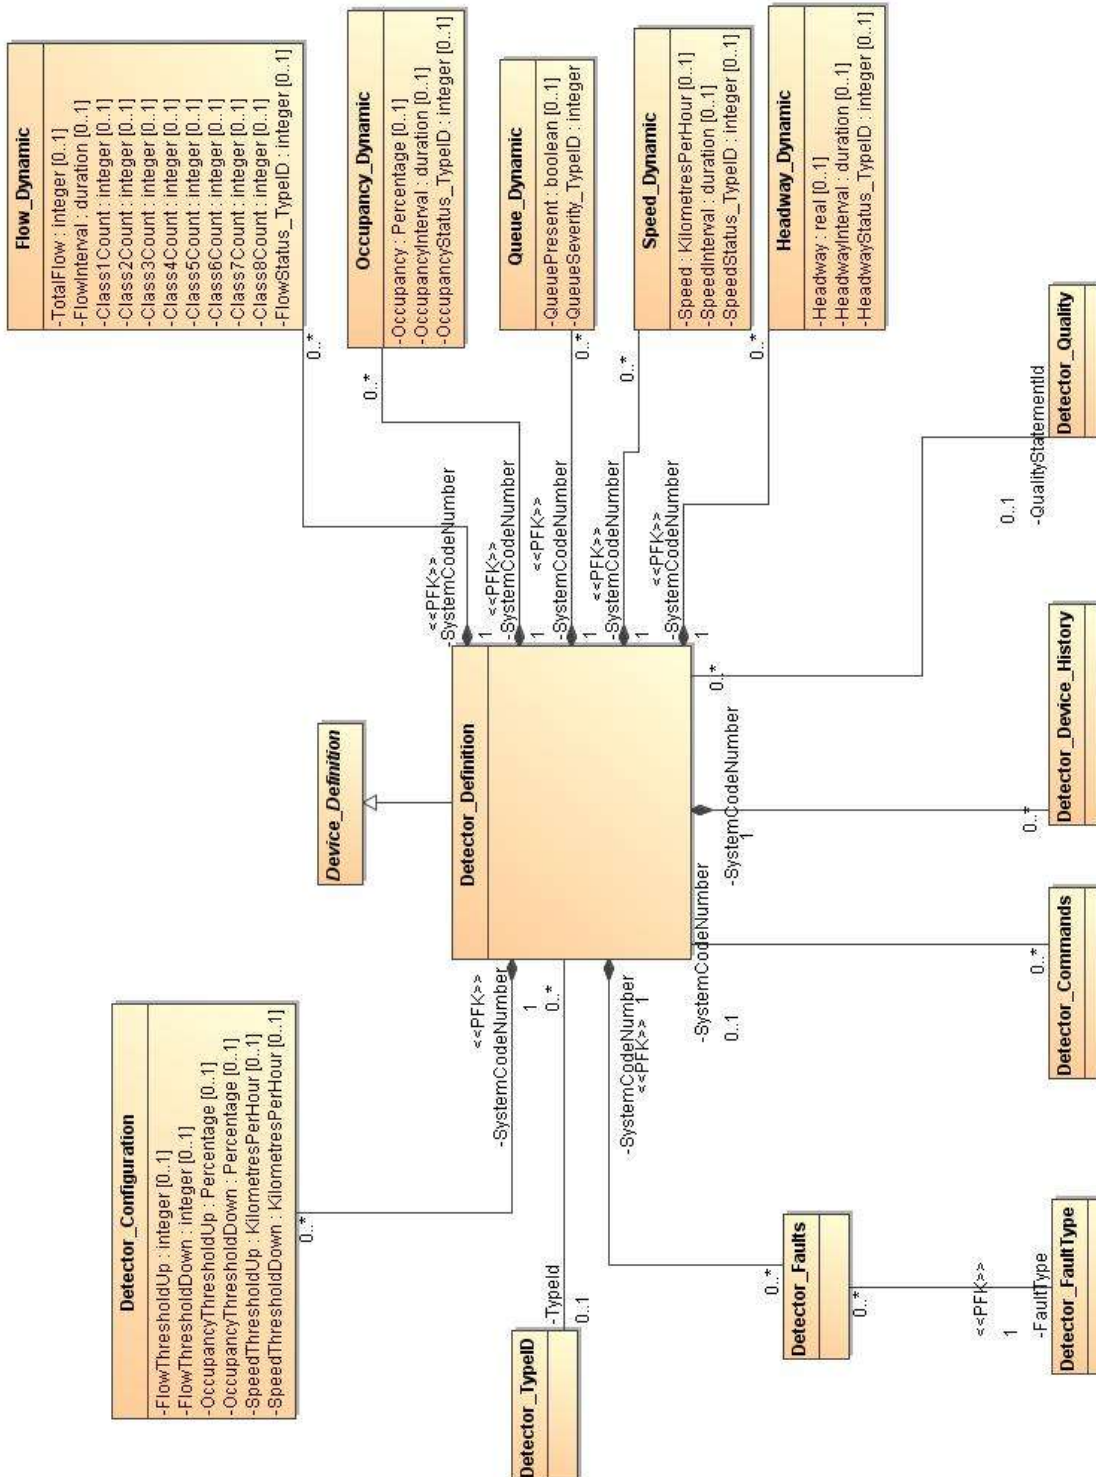 Detector_Configuration
-FlowThresholdUp : integer [0..1]
-FlowThresholdDown : integer [0..1]
-OccupancyThresholdUp : Percentage [0..1]
-OccupancyThresholdDown : Percentage [0..1]
-SpeedThresholdUp : KilometresPerHour [0..1]
-SpeedThresholdDown : KilometresPerHour [0..1]
0..*
Device_Definition
Flow_Dynamic
-TotalFlow : integer [0..1]
-FlowInterval : duration [0..1]
-Class1Count : integer [0..1]
-Class2Count : integer [0..1]
-Class3Count : integer [0..1]
-Class4Count : integer [0..1]
-Class5Count : integer [0..1]
-Class6Count : integer [0..1]
-Class7Count : integer [0..1]
-Class8Count : integer [0..1]
-FlowStatus_TypeID : integer [0..1]
0..*
Occupancy_Dynamic
-Occupancy : Percentage [0..1]
-OccupancyInterval : duration [0..1]
-OccupancyStatus_TypeID : integer [0..1]
0..*
Queue_Dynamic
-QueuePresent : boolean [0..1]
-QueueSeverity_TypeID : integer
0..*
Speed_Dynamic
-Speed : KilometresPerHour [0..1]
-SpeedInterval : duration [0..1]
-SpeedStatus_TypeID : integer [0..1]
0..*
Headway_Dynamic
-Headway : real [0..1]
-HeadwayInterval : duration [0..1]
-HeadwayStatus_TypeID : integer [0..1]
0..*
Detector_Definition
<<PFK>>
-SystemCodeNumber
1
<<PFK>>
-SystemCodeNumber
1
<<PFK>>
-SystemCodeNumber
1
<<PFK>>
-SystemCodeNumber
1
<<PFK>>
-SystemCodeNumber
1
<<PFK>>
-SystemCodeNumber
1
0..*
-TypeId
0..1
Detector_TypeID
-SystemCodeNumber
<<PFK>> 1
0..*
Detector_Faults
0..*
<<PFK>>
1
-FaultType
Detector_FaultType
-SystemCodeNumber
0..1
0..*
Detector_Commands
-SystemCodeNumber
1
0..*
Detector_Device_History
0..*
0..1
-QualityStatementId
Detector_Quality